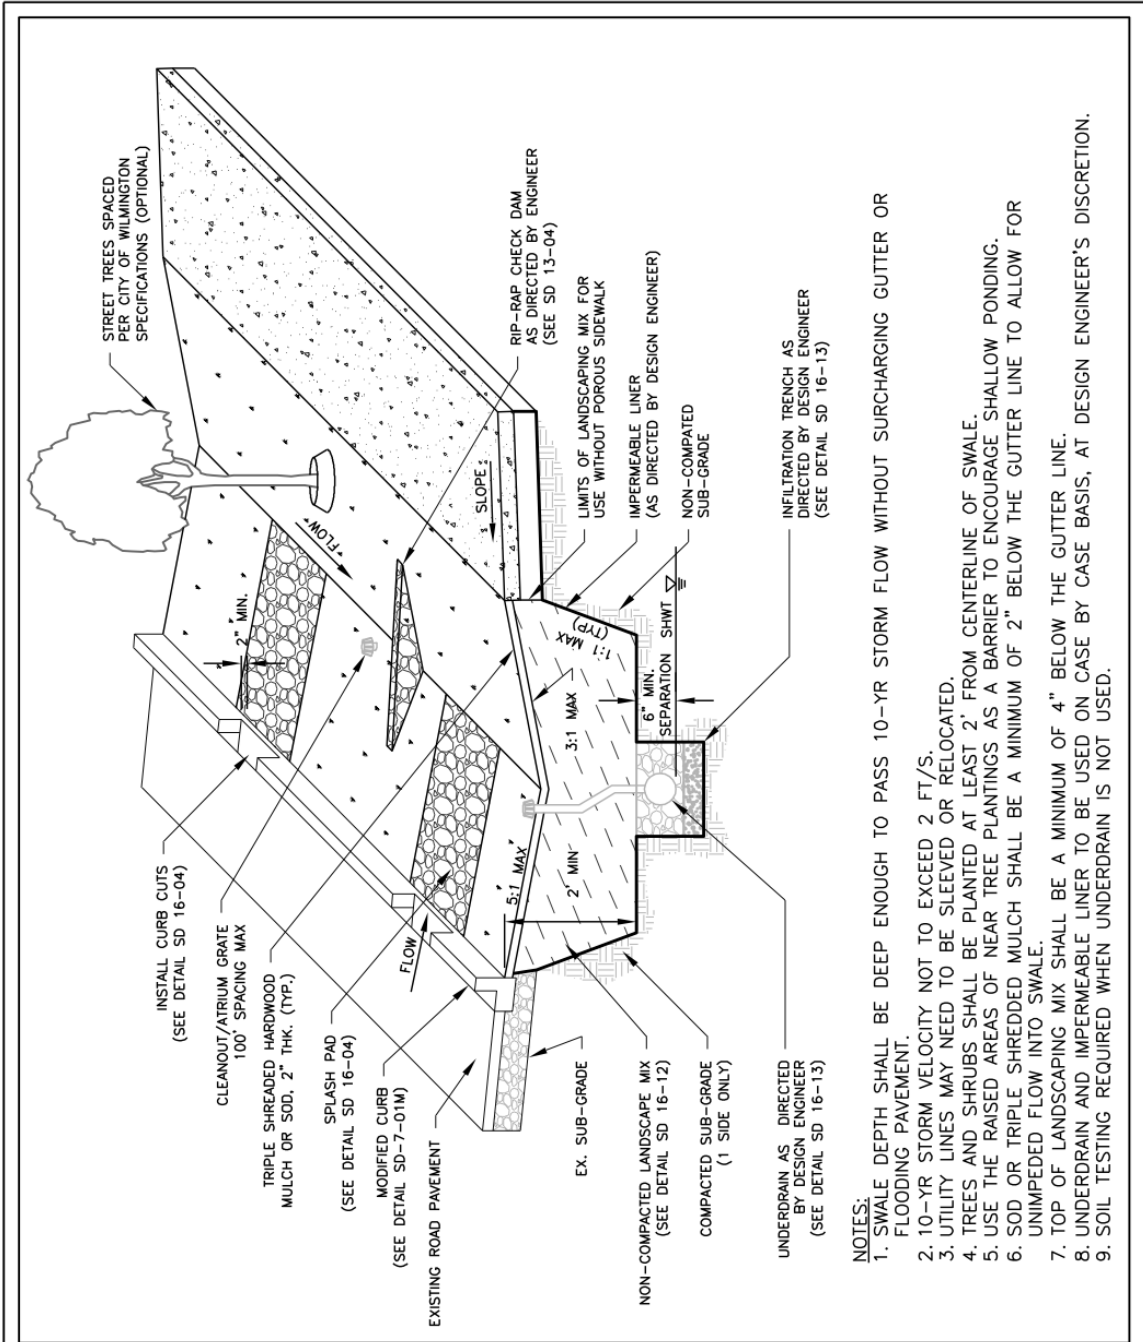 STREET TREES SPACED
PER CITY OF WILMINGTON
SPECIFICATIONS (OPTIONAL)
INSTALL CURB CUTS
(SEE DETAIL SD 16-04)
CLEANOUT/ATRIUM GRATE
100' SPACING MAX
TRIPLE SHREADED HARDWOOD
MULCH OR SOD, 2" THK. (TYP.)
SPLASH PAD
(SEE DETAIL SD 16-04)
MODIFIED CURB
(SEE DETAIL SD-7-01M)
EXISTING ROAD PAVEMENT
EX. SUB-GRADE
NON-COMPACTED LANDSCAPE MIX
(SEE DETAIL SD 16-12)
COMPACTED SUB-GRADE
(1 SIDE ONLY)
UNDERDRAIN AS DIRECTED
BY DESIGN ENGINEER
(SEE DETAIL SD 16-13)
2" MIN.
FLOW
FLOW
SLOPE
5:1 MAX
2' MIN
3:1 MAX
1:1 MAX
(TYP)
6" MIN.
SEPARATION
SHWT
RIP-RAP CHECK DAM
AS DIRECTED BY ENGINEER
(SEE SD 13-04)
LIMITS OF LANDSCAPING MIX FOR
USE WITHOUT POROUS SIDEWALK
IMPERMEABLE LINER
(AS DIRECTED BY DESIGN ENGINEER)
NON-COMPATED
SUB-GRADE
INFILTRATION TRENCH AS
DIRECTED BY DESIGN ENGINEER
(SEE DETAIL SD 16-13)
NOTES:
1. SWALE DEPTH SHALL BE DEEP ENOUGH TO PASS 10-YR STORM FLOW WITHOUT SURCHARGING GUTTER OR
FLOODING PAVEMENT.
2. 10-YR STORM VELOCITY NOT TO EXCEED 2 FT/S.
3. UTILITY LINES MAY NEED TO BE SLEEVED OR RELOCATED.
4. TREES AND SHRUBS SHALL BE PLANTED AT LEAST 2' FROM CENTERLINE OF SWALE.
5. USE THE RAISED AREAS OF NEAR TREE PLANTINGS AS A BARRIER TO ENCOURAGE SHALLOW PONDING.
6. SOD OR TRIPLE SHREDDED MULCH SHALL BE A MINIMUM OF 2" BELOW THE GUTTER LINE TO ALLOW FOR
UNIMPEDED FLOW INTO SWALE.
7. TOP OF LANDSCAPING MIX SHALL BE A MINIMUM OF 4" BELOW THE GUTTER LINE.
8. UNDERDRAIN AND IMPERMEABLE LINER TO BE USED ON CASE BY CASE BASIS, AT DESIGN ENGINEER'S DISCRETION.
9. SOIL TESTING REQUIRED WHEN UNDERDRAIN IS NOT USED.